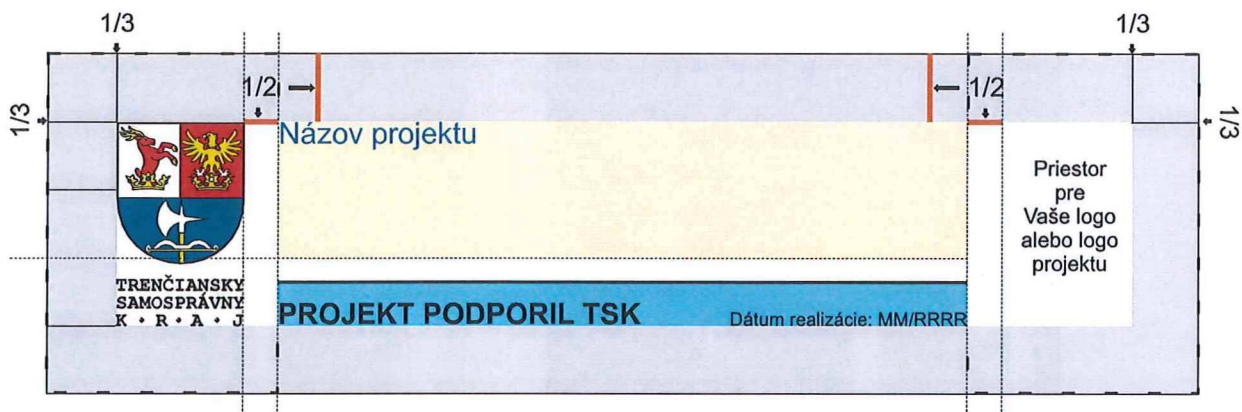 1/3
1/3
1/2
1/2
1/3
1/3
Názov projektu
TRENČIANSKY
SAMOSPRÁVNY
K · R · A · J
PROJEKT PODPORIL TSK
Dátum realizácie: MM/RRRR
Priestor
pre
Vaše logo
alebo logo
projektu